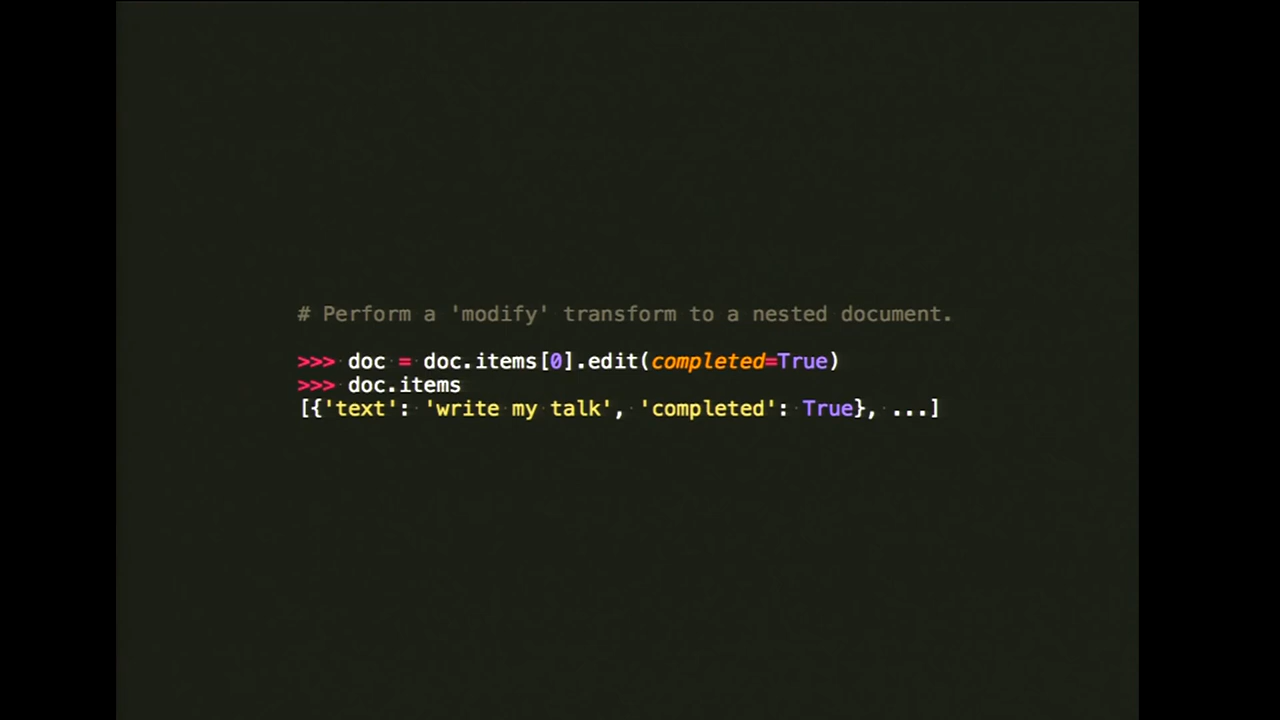 # Perform a 'modify' transform to a nested document.
>>> doc = doc.items[0].edit(completed=True)
>>> doc.items
[{'text': 'write my talk', 'completed': True}, ...]